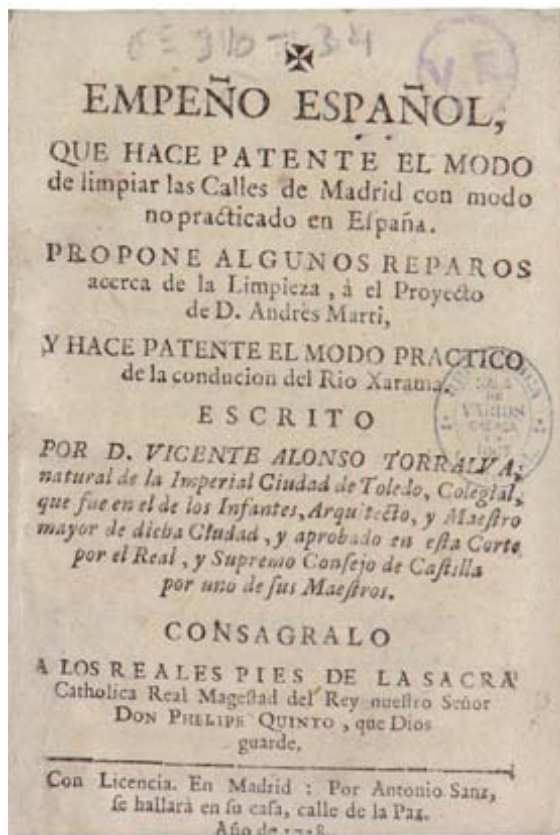 EMPEÑO ESPAÑOL,
QUE HACE PATENTE EL MODO
de limpiar las Calles de Madrid con modo
no practicado en Eſpaña.
PROPONE ALGUNOS REPAROS
acerca de la Limpieza, à el Proyecto
de D. Andrès Marti,
Y HACE PATENTE EL MODO PRACTICO
de la conducion del Rio Xarama.
ESCRITO
POR D. VICENTE ALONSO TORRALVA,
natural de la Imperial Ciudad de Toledo, Colegial,
que fue en el de los Infantes, Arquitecto, y Maeſtro
mayor de dicha Ciudad, y aprobado en eſta Corte
por el Real, y Supremo Conſejo de Caſtilla
por uno de ſus Maeſtros.
CONSAGRALO
A LOS REALES PIES DE LA SACRA
Catholica Real Mageſtad del Rey nueſtro Señor
DON PHELIPE QUINTO, que Dios
guarde.
Con Licencia. En Madrid: Por Antonio Sanz,
ſe hallarà en ſu caſa, calle de la Paz.
Año de
VARIOS